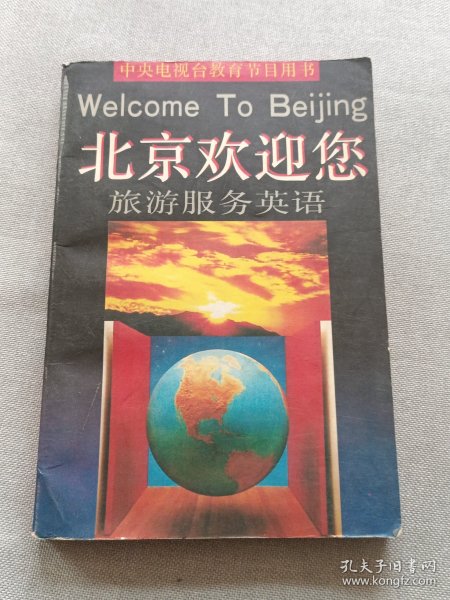 中央电视台教育节目用书
Welcome To Beijing
北京欢迎您
旅游服务英语
孔夫子旧书网
www.kongfz.com